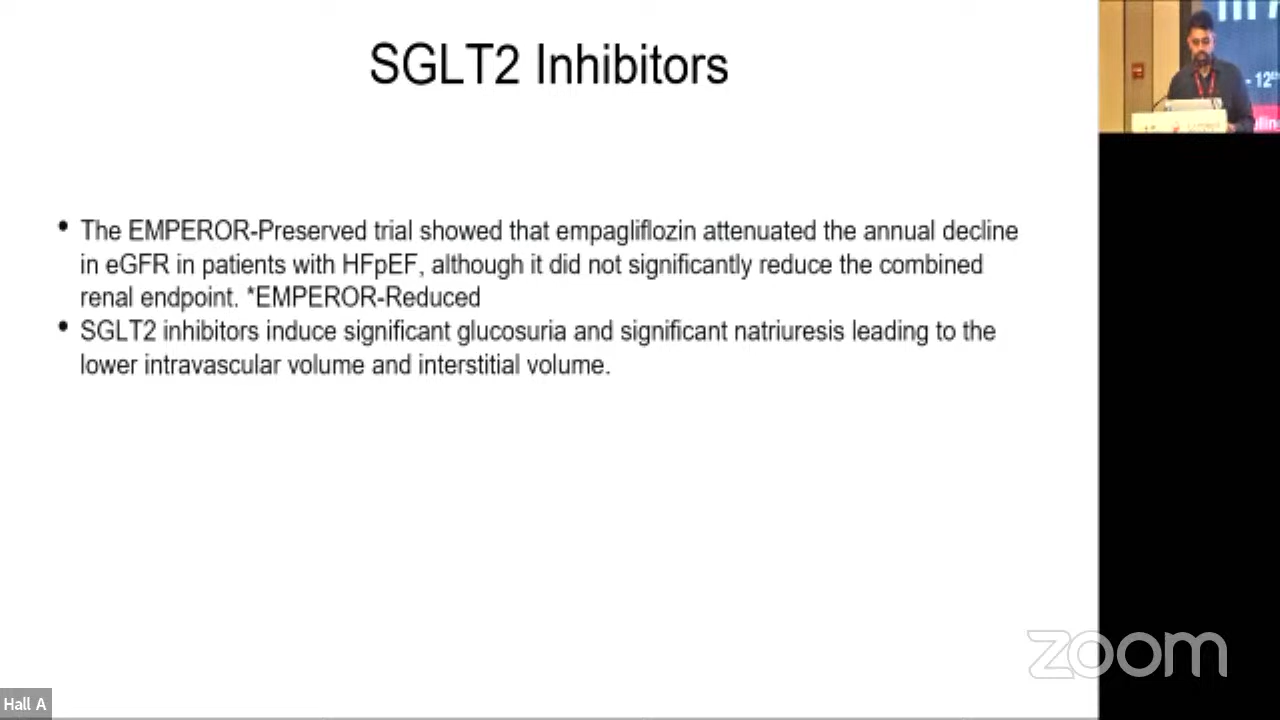 SGLT2 Inhibitors
• The EMPEROR-Preserved trial showed that empagliflozin attenuated the annual decline
in eGFR in patients with HFpEF, although it did not significantly reduce the combined
renal endpoint. *EMPEROR-Reduced
• SGLT2 inhibitors induce significant glucosuria and significant natriuresis leading to the
lower intravascular volume and interstitial volume.
- 12th
zoom
Hall A